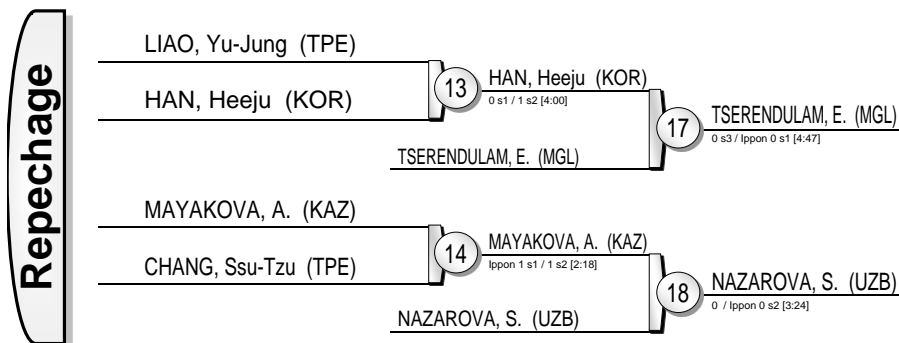 Repechage
LIAO, Yu-Jung (TPE)
HAN, Heeju (KOR)
13
HAN, Heeju (KOR)
0 s1 / 1 s2 [4:00]
TSERENDULAM, E. (MGL)
17
TSERENDULAM, E. (MGL)
0 s3 / Ippon 0 s1 [4:47]
MAYAKOVA, A. (KAZ)
CHANG, Ssu-Tzu (TPE)
14
MAYAKOVA, A. (KAZ)
Ippon 1 s1 / 1 s2 [2:18]
NAZAROVA, S. (UZB)
18
NAZAROVA, S. (UZB)
0 / Ippon 0 s2 [3:24]